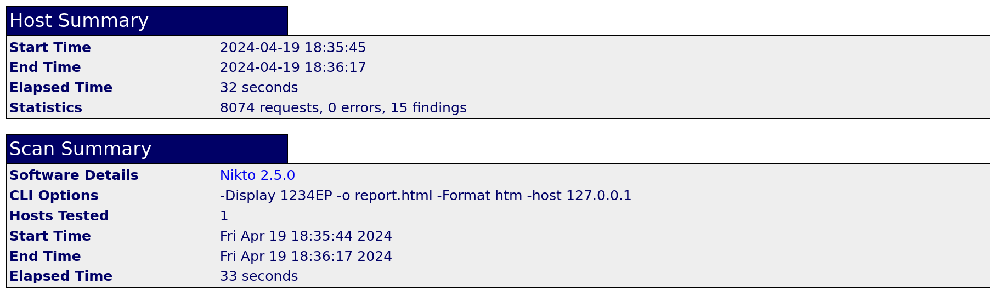 Host Summary
Start Time 2024-04-19 18:35:45
End Time 2024-04-19 18:36:17
Elapsed Time 32 seconds
Statistics 8074 requests, 0 errors, 15 findings
Scan Summary
Software Details Nikto 2.5.0
CLI Options -Display 1234EP -o report.html -Format htm -host 127.0.0.1
Hosts Tested 1
Start Time Fri Apr 19 18:35:44 2024
End Time Fri Apr 19 18:36:17 2024
Elapsed Time 33 seconds